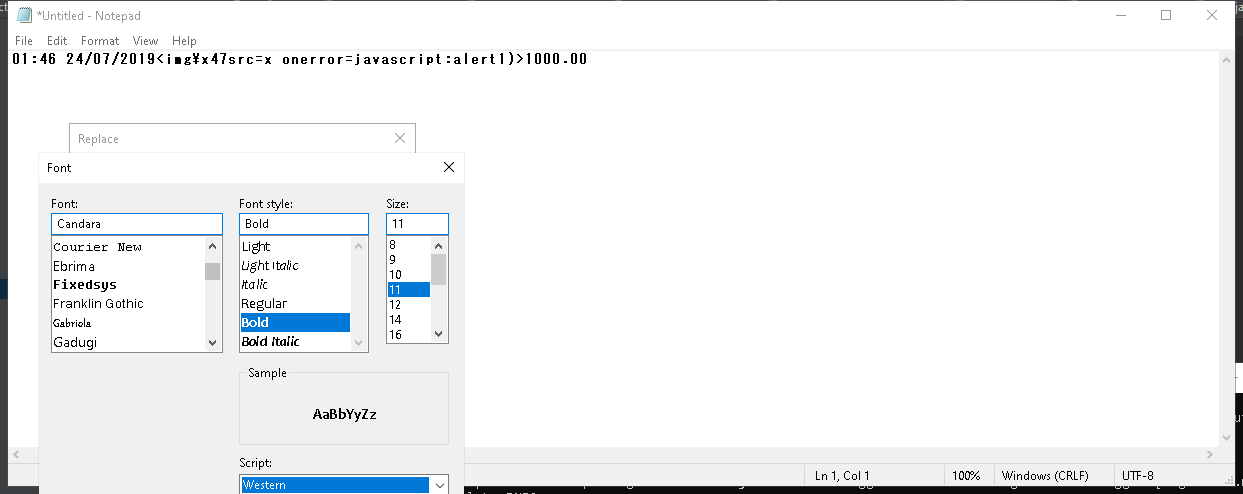 *Untitled - Notepad
File Edit Format View Help
01:46 24/07/2019<img¥x47src=x onerror=javascript:alert1)>1000.00
Replace
Font
Font: Font style: Size:
Candara Bold 11
Courier New
Ebrima
Fixedsys
Franklin Gothic
Gabriola
Gadugi
Light
Light Italic
Italic
Regular
Bold
Bold Italic
8
9
10
11
12
14
16
Sample
AaBbYyZz
Script:
Western
Ln 1, Col 1 100% Windows (CRLF) UTF-8